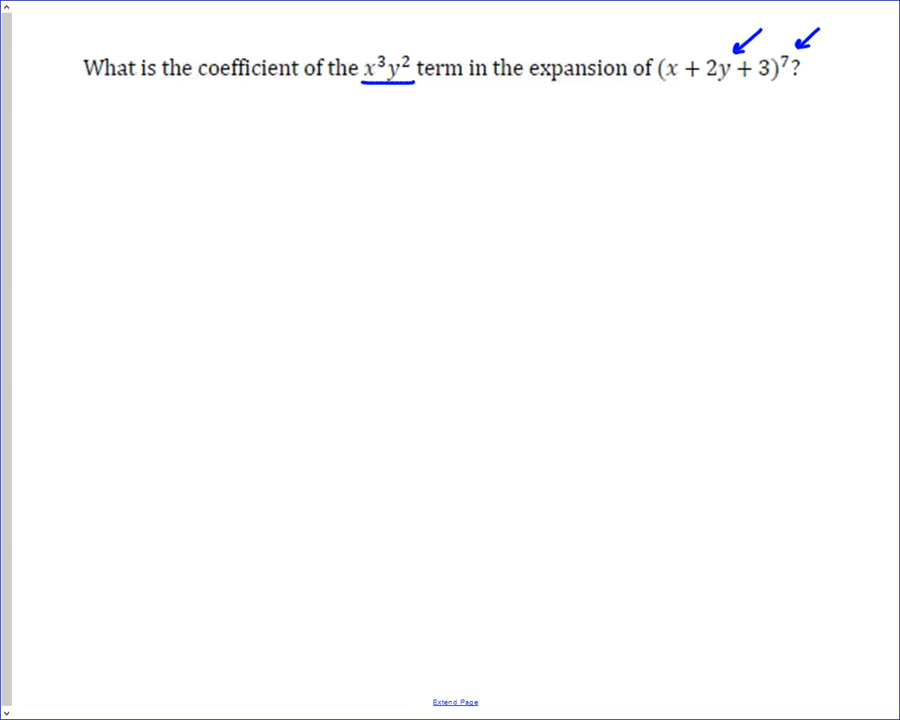 What is the coefficient of the x³y² term in the expansion of (x + 2y + 3)⁷?
Extend Page